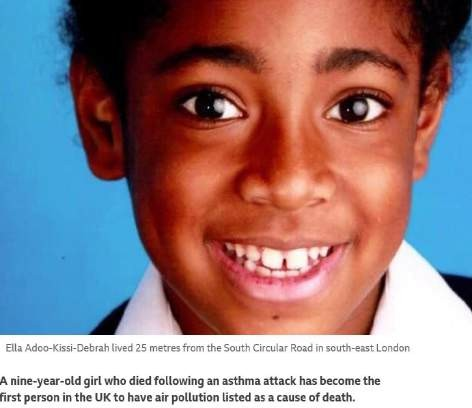 Ella Adoo-Kissi-Debrah lived 25 metres from the South Circular Road in south-east London
A nine-year-old girl who died following an asthma attack has become the
first person in the UK to have air pollution listed as a cause of death.